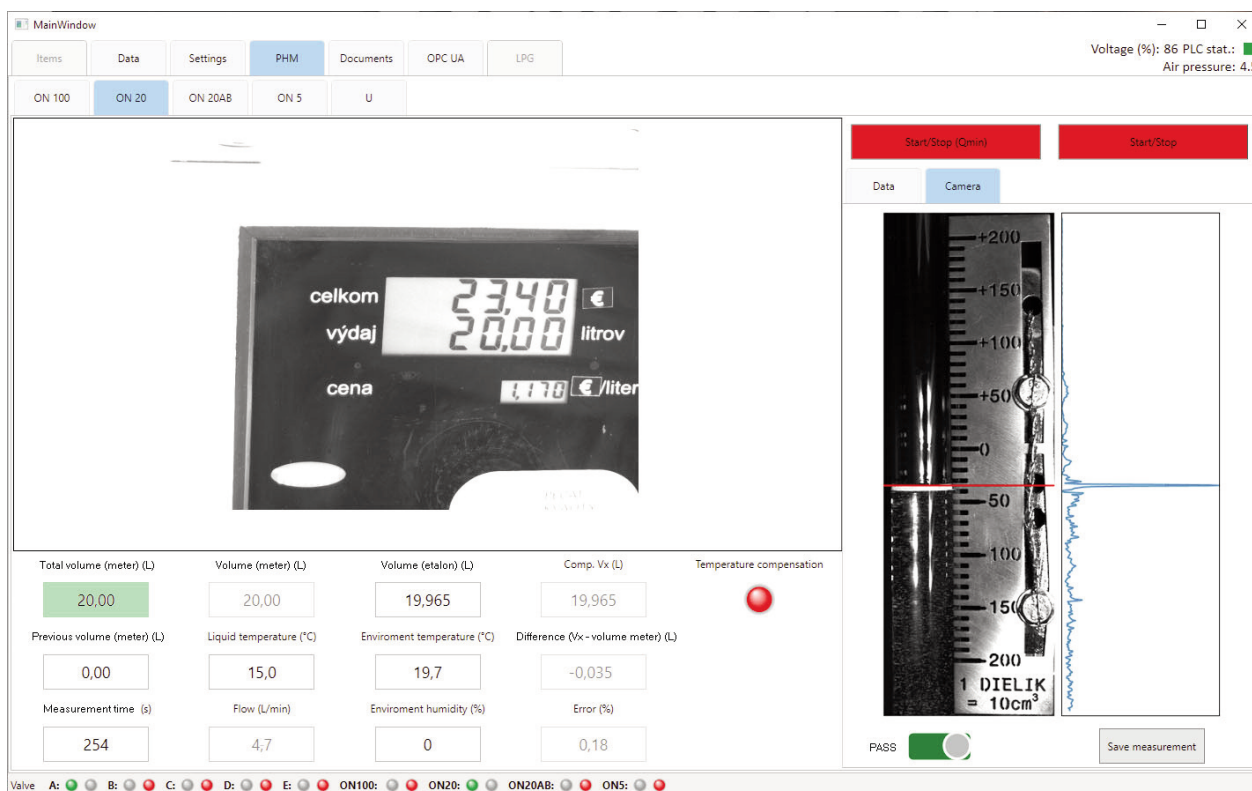 MainWindow
Items Data Settings PHM Documents OPC UA LPG
Voltage (%): 86 PLC stat.:
Air pressure: 4.5
ON 100 ON 20 ON 20AB ON 5 U
celkom 23,40 €
výdaj 20,00 litrov
cena 1,170 €/liter
Start/Stop (Qmin) Start/Stop
Data Camera
+200
+150
+100
+50
0
50
100
150
200
1 DIELIK
= 10cm³
Total volume (meter) (L) Volume (meter) (L) Volume (etalon) (L) Comp. Vx (L) Temperature compensation
20,00 20,00 19,965 19,965
Previous volume (meter) (L) Liquid temperature (°C) Enviroment temperature (°C) Difference (Vx - volume meter) (L)
0,00 15,0 19,7 -0,035
Measurement time (s) Flow (L/min) Enviroment humidity (%) Error (%)
254 4,7 0 0,18
PASS Save measurement
Valve A: B: C: D: E: ON100: ON20: ON20AB: ON5: